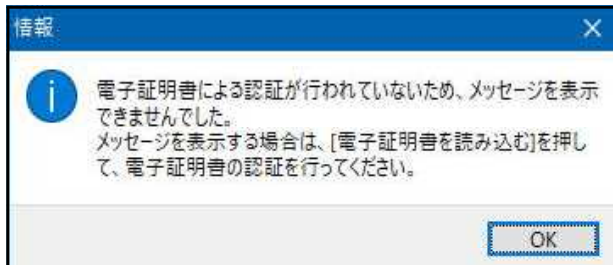 情報
電子証明書による認証が行われていないため、メッセージを表示
できませんでした。
メッセージを表示する場合は、[電子証明書を読み込む]を押し
て、電子証明書の認証を行ってください。
OK